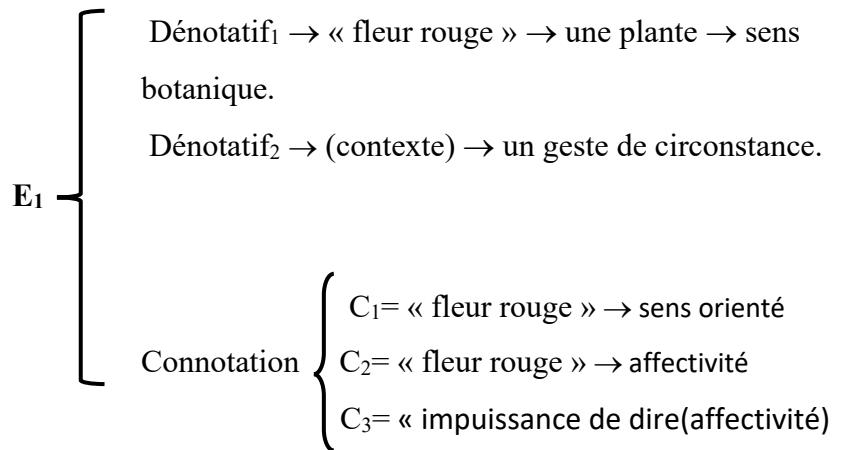 Dénotatif₁ → « fleur rouge » → une plante → sens
botanique.
Dénotatif₂ → (contexte) → un geste de circonstance.
E₁
C₁= « fleur rouge » → sens orienté
Connotation
C₂= « fleur rouge » → affectivité
C₃= « impuissance de dire(affectivité)